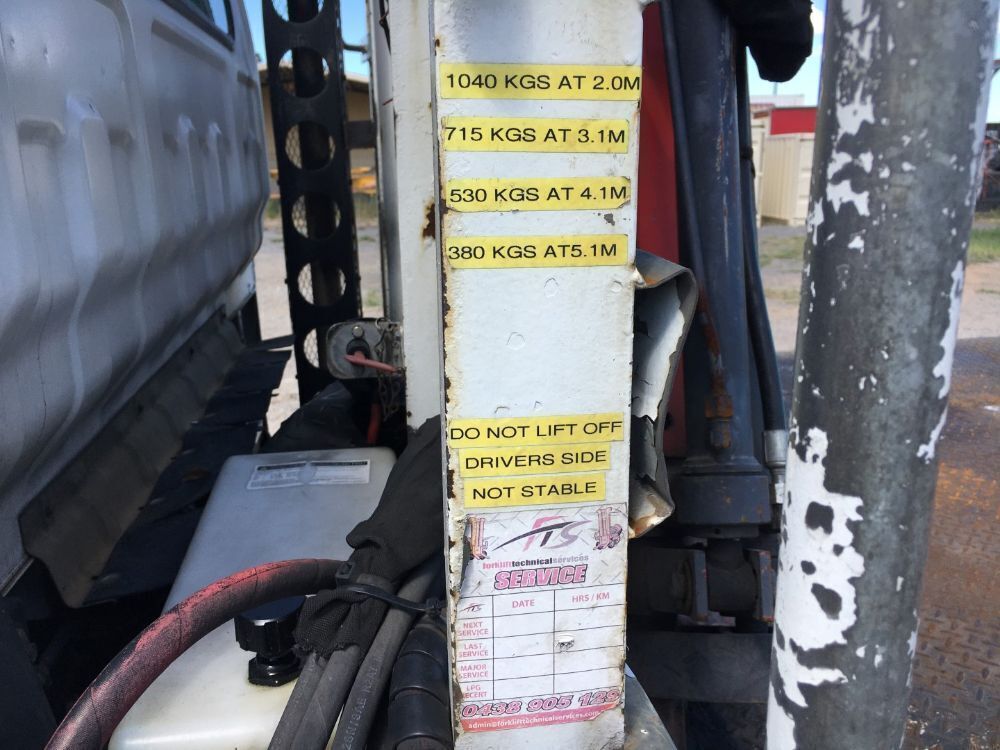 1040 KGS AT 2.0M
715 KGS AT 3.1M
530 KGS AT 4.1M
380 KGS AT5.1M
DO NOT LIFT OFF
DRIVERS SIDE
NOT STABLE
FTS
forklifttechnicalservices
SERVICE
FTS DATE HRS / KM
NEXT SERVICE
LAST SERVICE
MAJOR SERVICE
LPG RECERT
0438 905 129
admin@forklifttechnicalservices.com